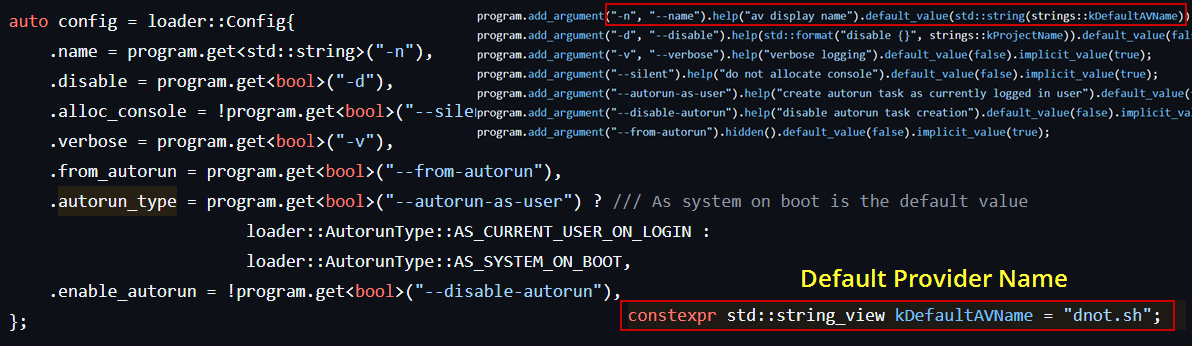 auto config = loader::Config{
.name = program.get<std::string>("-n"),
.disable = program.get<bool>("-d"),
.alloc_console = !program.get<bool>("--sile
.verbose = program.get<bool>("-v"),
.from_autorun = program.get<bool>("--from-autorun"),
.autorun_type = program.get<bool>("--autorun-as-user") ? /// As system on boot is the default value
loader::AutorunType::AS_CURRENT_USER_ON_LOGIN :
loader::AutorunType::AS_SYSTEM_ON_BOOT,
.enable_autorun = !program.get<bool>("--disable-autorun"),
};
program.add_argument("-n", "--name").help("av display name").default_value(std::string(strings::kDefaultAVName))
program.add_argument("-d", "--disable").help(std::format("disable {}", strings::kProjectName)).default_value(fal
program.add_argument("-v", "--verbose").help("verbose logging").default_value(false).implicit_value(true);
program.add_argument("--silent").help("do not allocate console").default_value(false).implicit_value(true);
program.add_argument("--autorun-as-user").help("create autorun task as currently logged in user").default_value(
program.add_argument("--disable-autorun").help("disable autorun task creation").default_value(false).implicit_va
program.add_argument("--from-autorun").hidden().default_value(false).implicit_value(true);
Default Provider Name
constexpr std::string_view kDefaultAVName = "dnot.sh";